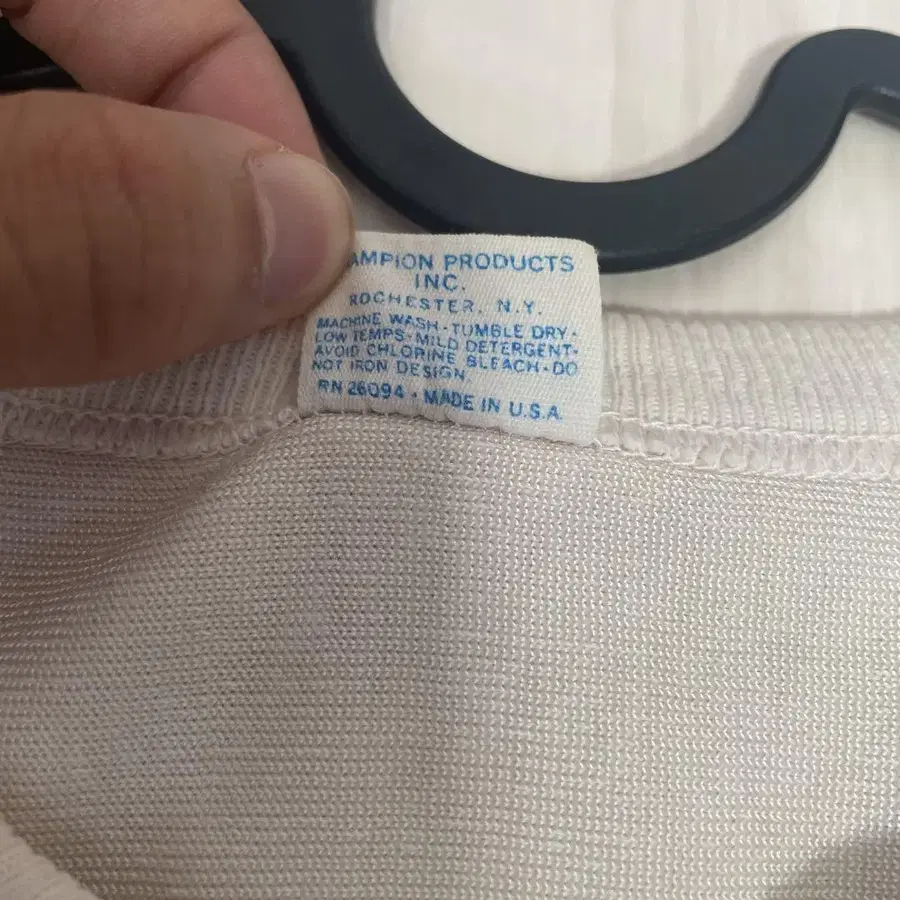 AMPION PRODUCTS
INC.
ROCHESTER, N.Y.
MACHINE WASH·TUMBLE DRY·
LOW TEMPS·MILD DETERGENT·
AVOID CHLORINE BLEACH·DO
NOT IRON DESIGN.
RN 26094 · MADE IN U.S.A.